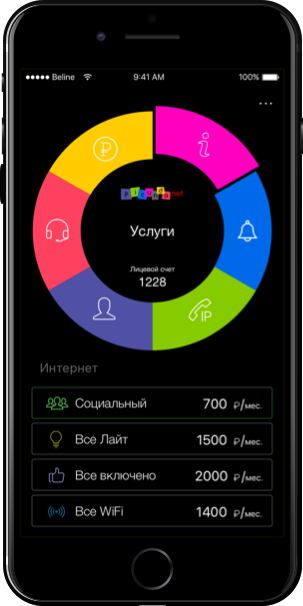 Beline 9:41 AM 100%
i
Услуги
Лицевой счет
1228
IP
Интернет
Социальный 700 ₽/мес.
Все Лайт 1500 ₽/мес.
Все включено 2000 ₽/мес.
Все WiFi 1400 ₽/мес.